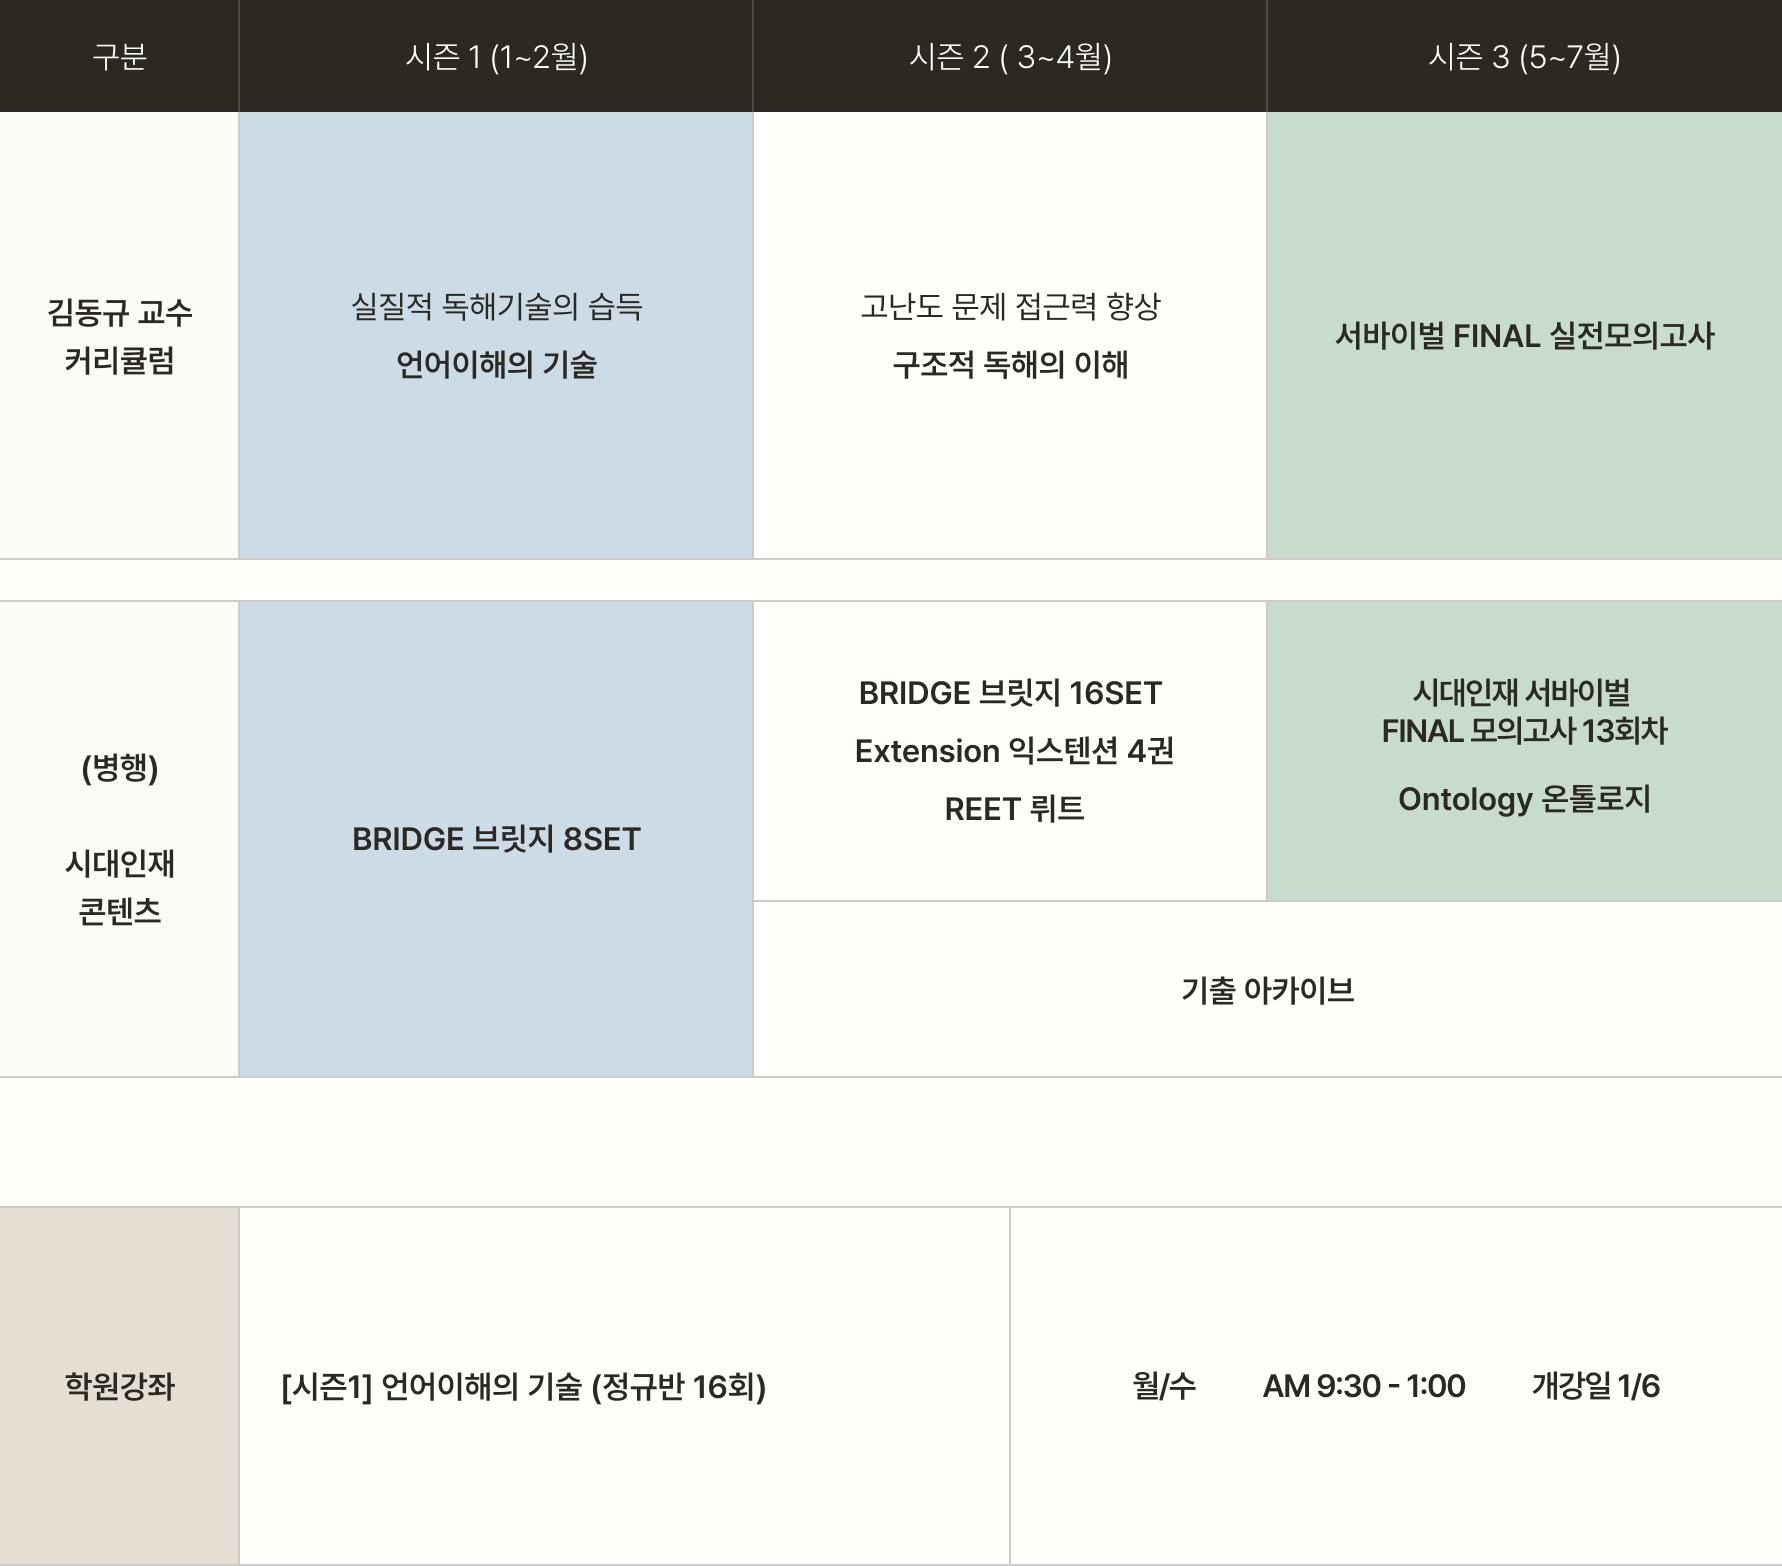 구분
시즌 1 (1~2월)
시즌 2 ( 3~4월)
시즌 3 (5~7월)
김동규 교수
커리큘럼
실질적 독해기술의 습득
언어이해의 기술
고난도 문제 접근력 향상
구조적 독해의 이해
서바이벌 FINAL 실전모의고사
(병행)
시대인재
콘텐츠
BRIDGE 브릿지 8SET
BRIDGE 브릿지 16SET
Extension 익스텐션 4권
REET 뤼트
시대인재 서바이벌
FINAL 모의고사 13회차
Ontology 온톨로지
기출 아카이브
학원강좌
[시즌1] 언어이해의 기술 (정규반 16회)
월/수 AM 9:30 - 1:00 개강일 1/6